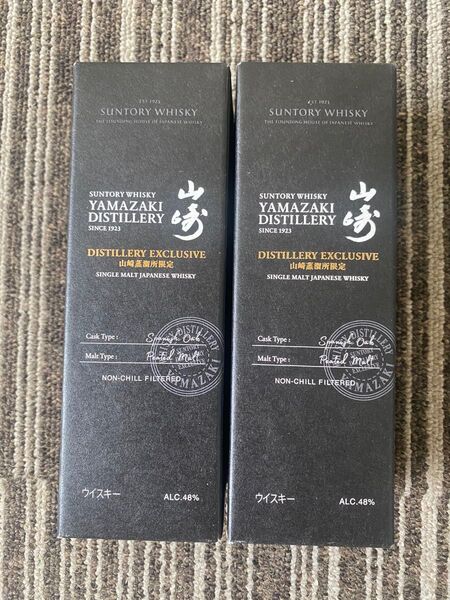 EST. 1923
SUNTORY WHISKY
THE FOUNDING HOUSE OF JAPANESE WHISKY
SUNTORY WHISKY
YAMAZAKI
DISTILLERY
SINCE 1923
山崎
DISTILLERY EXCLUSIVE
山崎蒸溜所限定
SINGLE MALT JAPANESE WHISKY
Cask Type : Spanish Oak
Malt Type : Peated Malt
DISTILLERY
YAMAZAKI
NON-CHILL FILTERED
ウイスキー ALC.48%
EST. 1923
SUNTORY WHISKY
THE FOUNDING HOUSE OF JAPANESE WHISKY
SUNTORY WHISKY
YAMAZAKI
DISTILLERY
SINCE 1923
山崎
DISTILLERY EXCLUSIVE
山崎蒸溜所限定
SINGLE MALT JAPANESE WHISKY
Cask Type : Spanish Oak
Malt Type : Peated Malt
DISTILLERY
YAMAZAKI
NON-CHILL FILTERED
ウイスキー ALC.48%